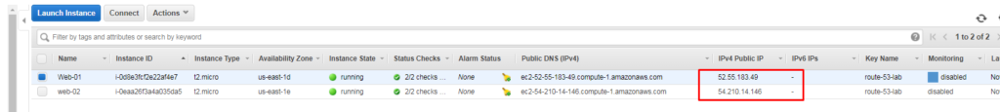 Launch Instance Connect Actions
Filter by tags and attributes or search by keyword 1 to 2 of 2
Name Instance ID Instance Type Availability Zone Instance State Status Checks Alarm Status Public DNS (IPv4) IPv4 Public IP IPv6 IPs Key Name Monitoring La
Web-01 i-0d8e3fcf2e22af4e7 t2.micro us-east-1d running 2/2 checks ... None ec2-52-55-183-49.compute-1.amazonaws.com 52.55.183.49 - route-53-lab disabled No
web-02 i-0eaa26f3a4a035da5 t2.micro us-east-1e running 2/2 checks ... None ec2-54-210-14-146.compute-1.amazonaws.com 54.210.14.146 - route-53-lab disabled No